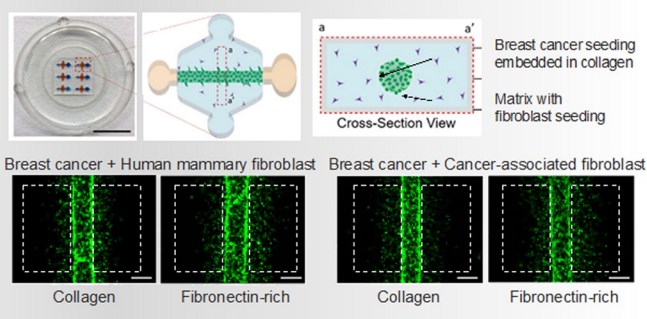 a
a'
a
a'
Breast cancer seeding
embedded in collagen
Matrix with
fibroblast seeding
Cross-Section View
Breast cancer + Human mammary fibroblast
Breast cancer + Cancer-associated fibroblast
Collagen
Fibronectin-rich
Collagen
Fibronectin-rich